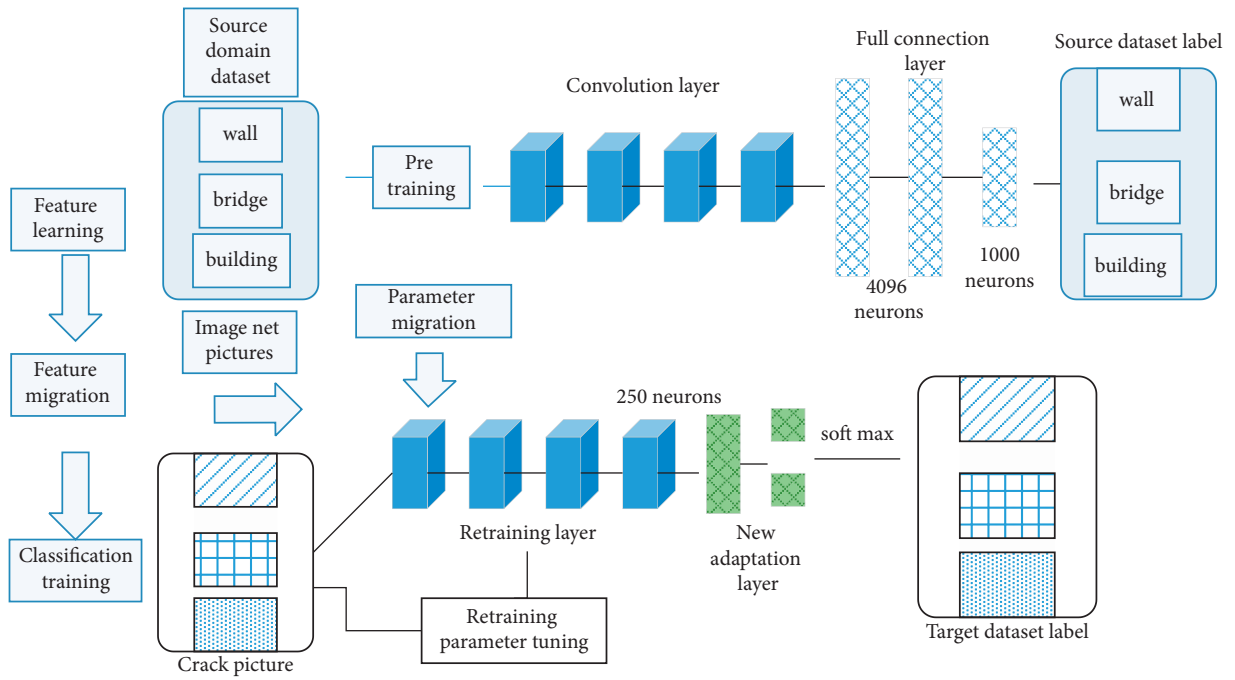 Source
domain
dataset
wall
bridge
building
Feature
learning
Feature
migration
Classification
training
Pre
training
Convolution layer
Full connection
layer
4096
neurons
1000
neurons
Source dataset label
wall
bridge
building
Image net
pictures
Parameter
migration
250 neurons
soft max
Retraining layer
New
adaptation
layer
Retraining
parameter tuning
Crack picture
Target dataset label